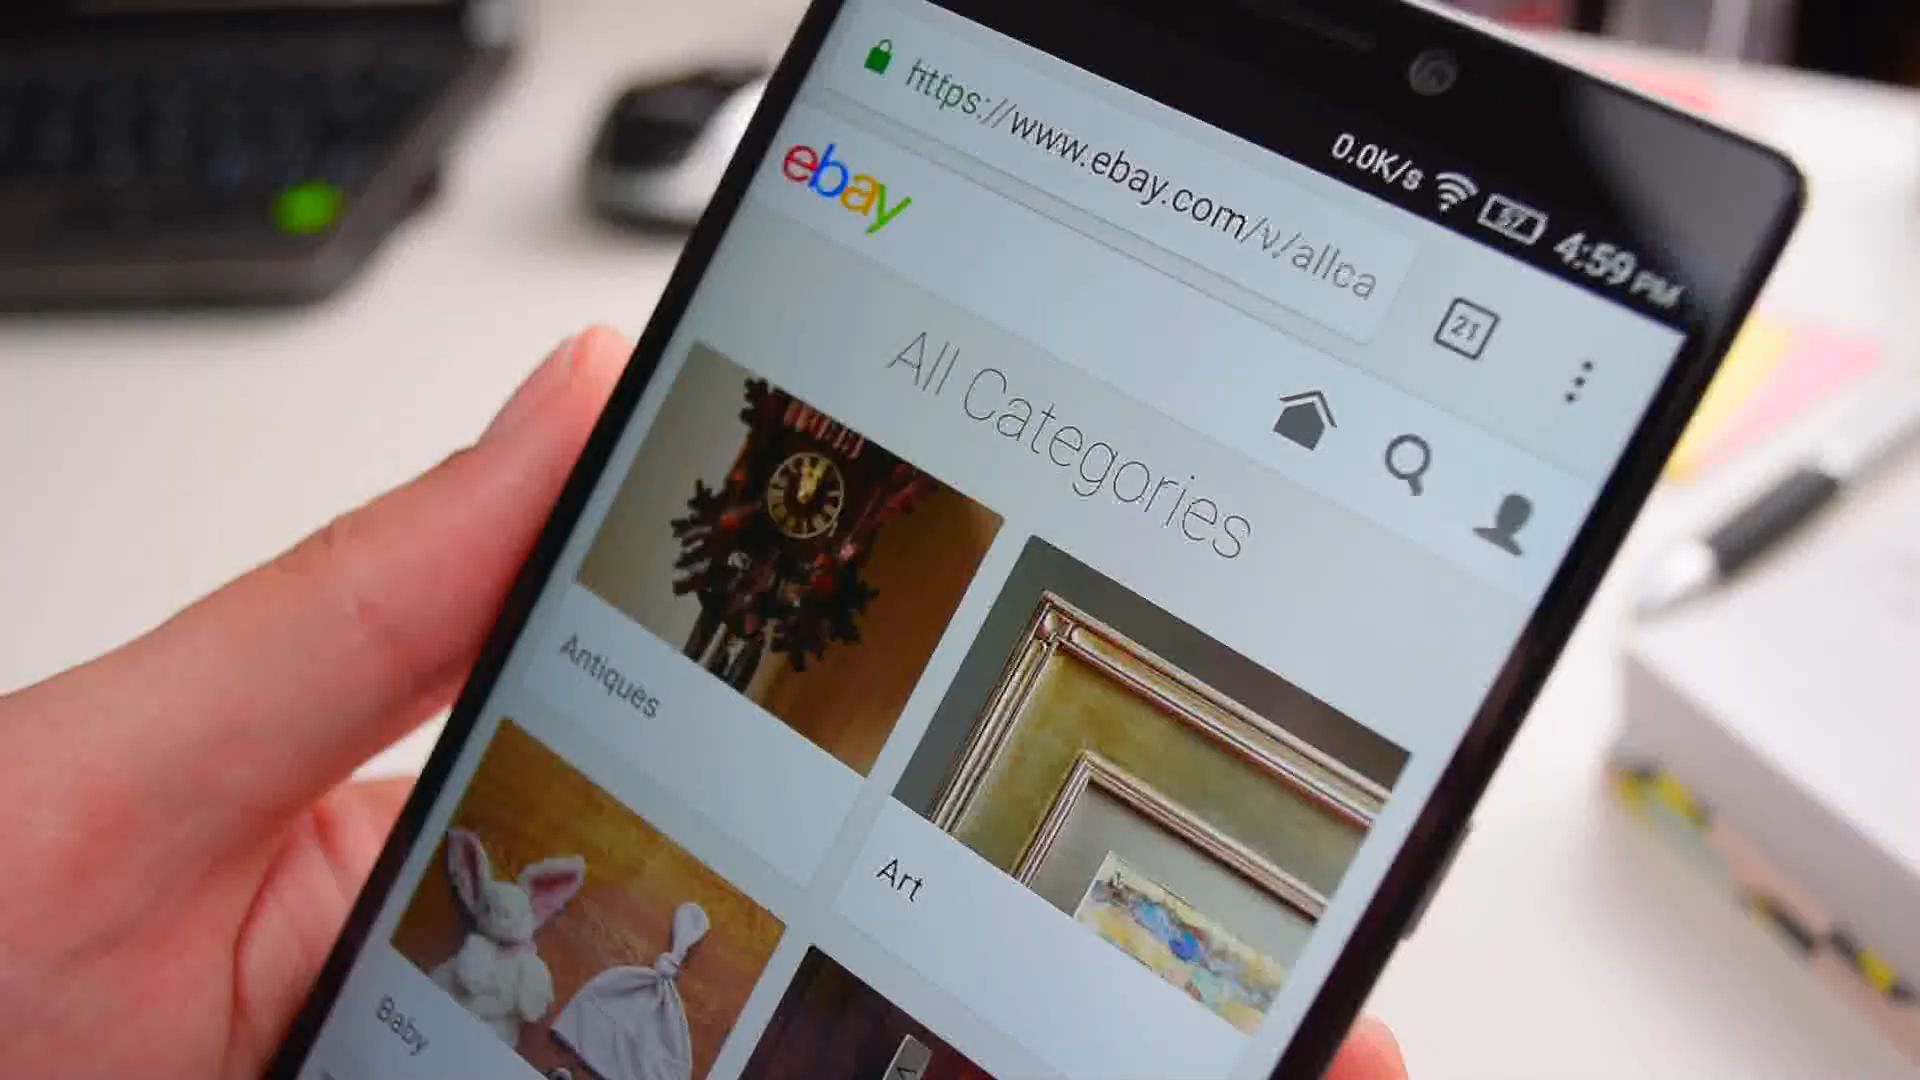 0.0K/s 57 4:59 PM
https://www.ebay.com/v/allca
21
ebay
All Categories
Antiques
Art
Baby